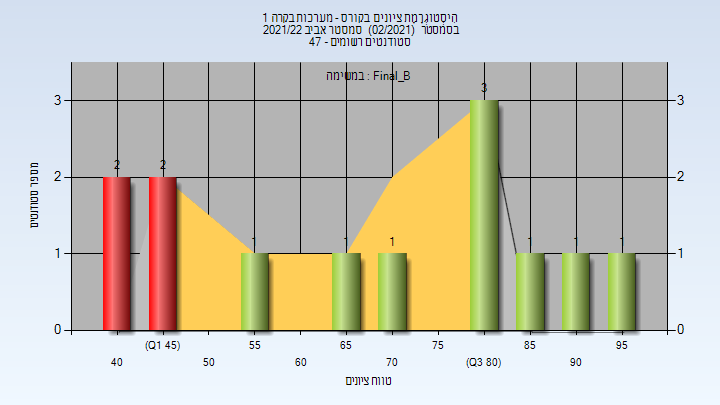 היסטוגרמת ציונים בקורס - מערכות בקרה 1
בסמסטר (02/2021) סמסטר אביב 2021/22
סטודנטים רשומים - 47
במשימה : Final_B
מספר סטודנטים
3 3
2 2
1 1
0 0
2 2 1 1 1 3 1 1 1
(Q1 45) 55 65 75 85 95
40 50 60 70 (Q3 80) 90
טווח ציונים